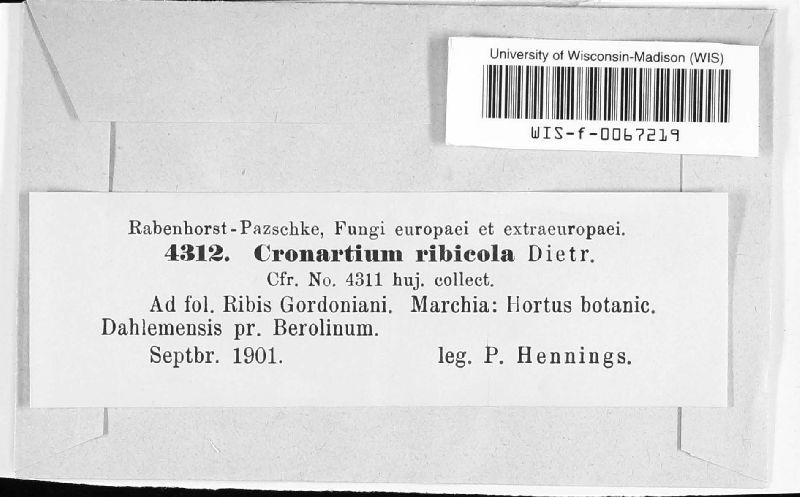 University of Wisconsin-Madison (WIS)
WIS-f-0067219
Rabenhorst-Pazschke, Fungi europaei et extraeuropaei.
4312. Cronartium ribicola Dietr.
Cfr. No. 4311 huj. collect.
Ad fol. Ribis Gordoniani. Marchia: Hortus botanic.
Dahlemensis pr. Berolinum.
Septbr. 1901. leg. P. Hennings.